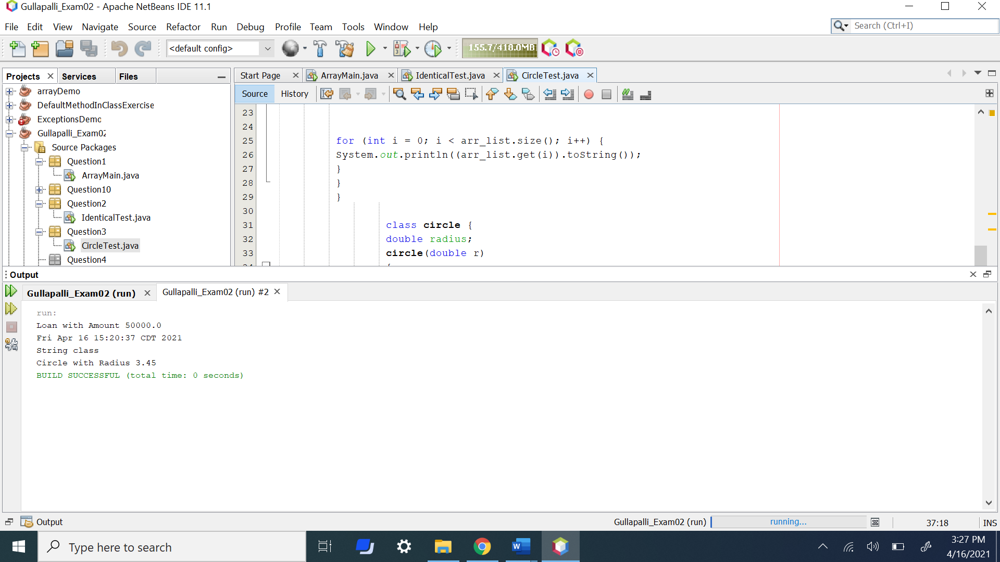 Gullapalli_Exam02 - Apache NetBeans IDE 11.1
File Edit View Navigate Source Refactor Run Debug Profile Team Tools Window Help
Search (Ctrl+I)
<default config>
155.7/418.0MB
Projects Services Files
Start Page ArrayMain.java IdenticalTest.java CircleTest.java
Source History
arrayDemo
DefaultMethodInClassExercise
ExceptionsDemo
Gullapalli_Exam02
Source Packages
Question1
ArrayMain.java
Question10
Question2
IdenticalTest.java
Question3
CircleTest.java
Question4
23
24
25 for (int i = 0; i < arr_list.size(); i++) {
26 System.out.println((arr_list.get(i)).toString());
27 }
28 }
29 }
30
31 class circle {
32 double radius;
33 circle(double r)
Output
Gullapalli_Exam02 (run) Gullapalli_Exam02 (run) #2
run:
Loan with Amount 50000.0
Fri Apr 16 15:20:37 CDT 2021
String class
Circle with Radius 3.45
BUILD SUCCESSFUL (total time: 0 seconds)
Output
Gullapalli_Exam02 (run) running... 37:18 INS
Type here to search
3:27 PM
4/16/2021